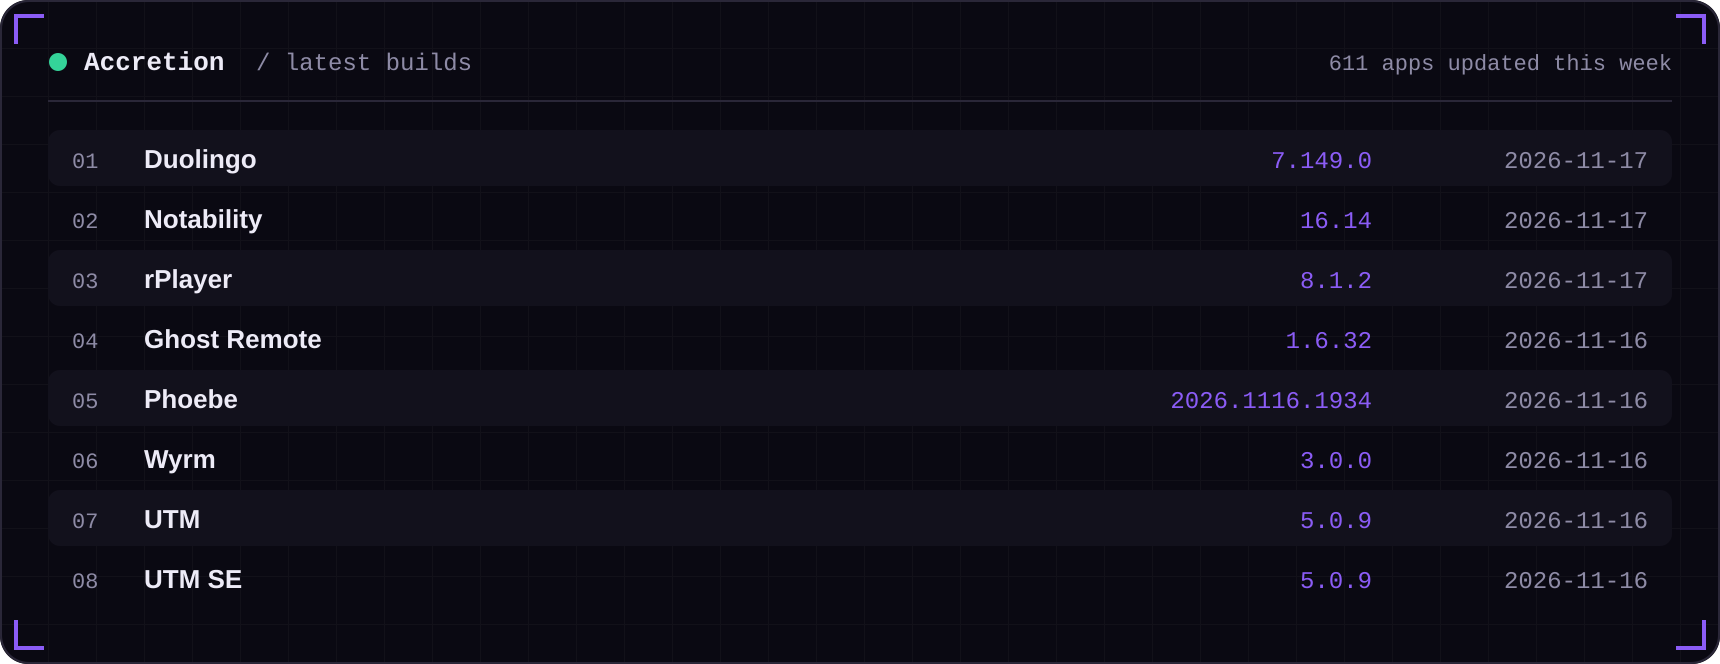 Accretion / latest builds 611 apps updated this week
01 Duolingo 7.149.0 2026-11-17
02 Notability 16.14 2026-11-17
03 rPlayer 8.1.2 2026-11-17
04 Ghost Remote 1.6.32 2026-11-16
05 Phoebe 2026.1116.1934 2026-11-16
06 Wyrm 3.0.0 2026-11-16
07 UTM 5.0.9 2026-11-16
08 UTM SE 5.0.9 2026-11-16